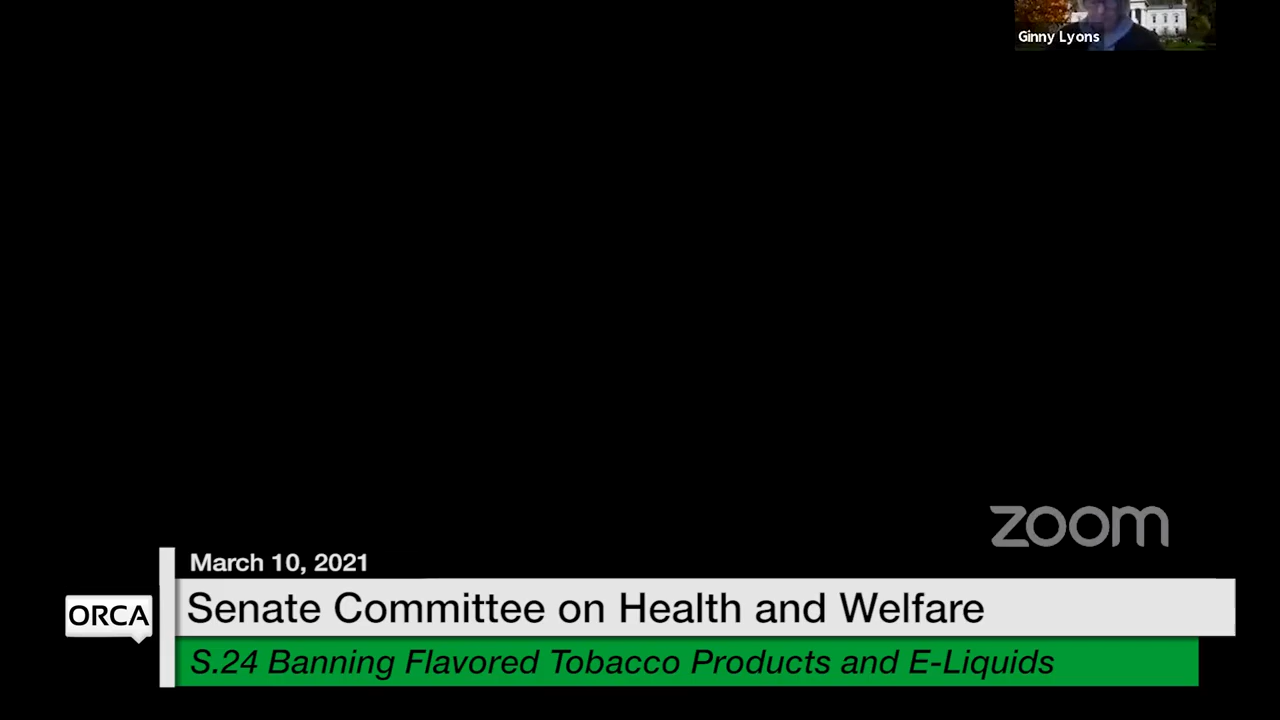 Ginny Lyons
zoom
March 10, 2021
Senate Committee on Health and Welfare
ORCA
S.24 Banning Flavored Tobacco Products and E-Liquids